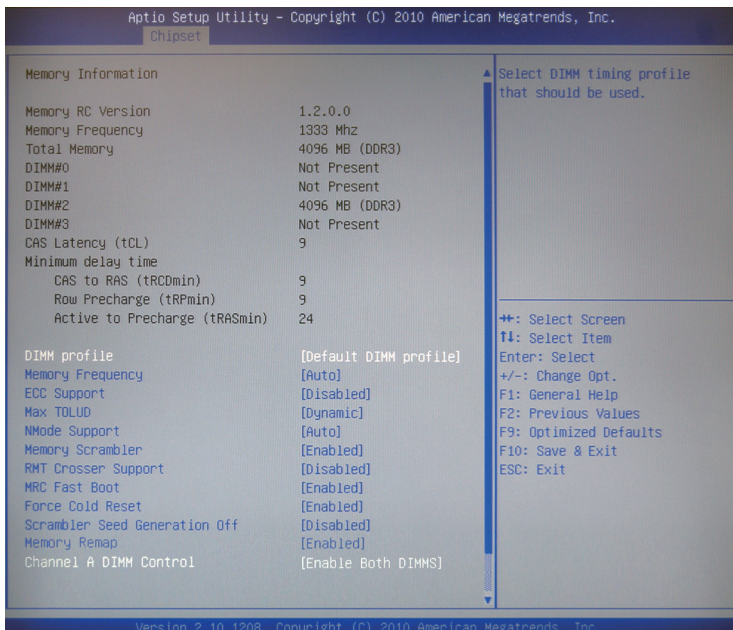 Aptio Setup Utility – Copyright (C) 2010 American Megatrends, Inc.
Chipset
Memory Information
Memory RC Version 1.2.0.0
Memory Frequency 1333 Mhz
Total Memory 4096 MB (DDR3)
DIMM#0 Not Present
DIMM#1 Not Present
DIMM#2 4096 MB (DDR3)
DIMM#3 Not Present
CAS Latency (tCL) 9
Minimum delay time
CAS to RAS (tRCDmin) 9
Row Precharge (tRPmin) 9
Active to Precharge (tRASmin) 24
DIMM profile [Default DIMM profile]
Memory Frequency [Auto]
ECC Support [Disabled]
Max TOLUD [Dynamic]
NMode Support [Auto]
Memory Scrambler [Enabled]
RMT Crosser Support [Disabled]
MRC Fast Boot [Enabled]
Force Cold Reset [Enabled]
Scrambler Seed Generation Off [Disabled]
Memory Remap [Enabled]
Channel A DIMM Control [Enable Both DIMMS]
Select DIMM timing profile
that should be used.
→←: Select Screen
↑↓: Select Item
Enter: Select
+/-: Change Opt.
F1: General Help
F2: Previous Values
F9: Optimized Defaults
F10: Save & Exit
ESC: Exit
Version 2.10.1208. Copyright (C) 2010 American Megatrends, Inc.